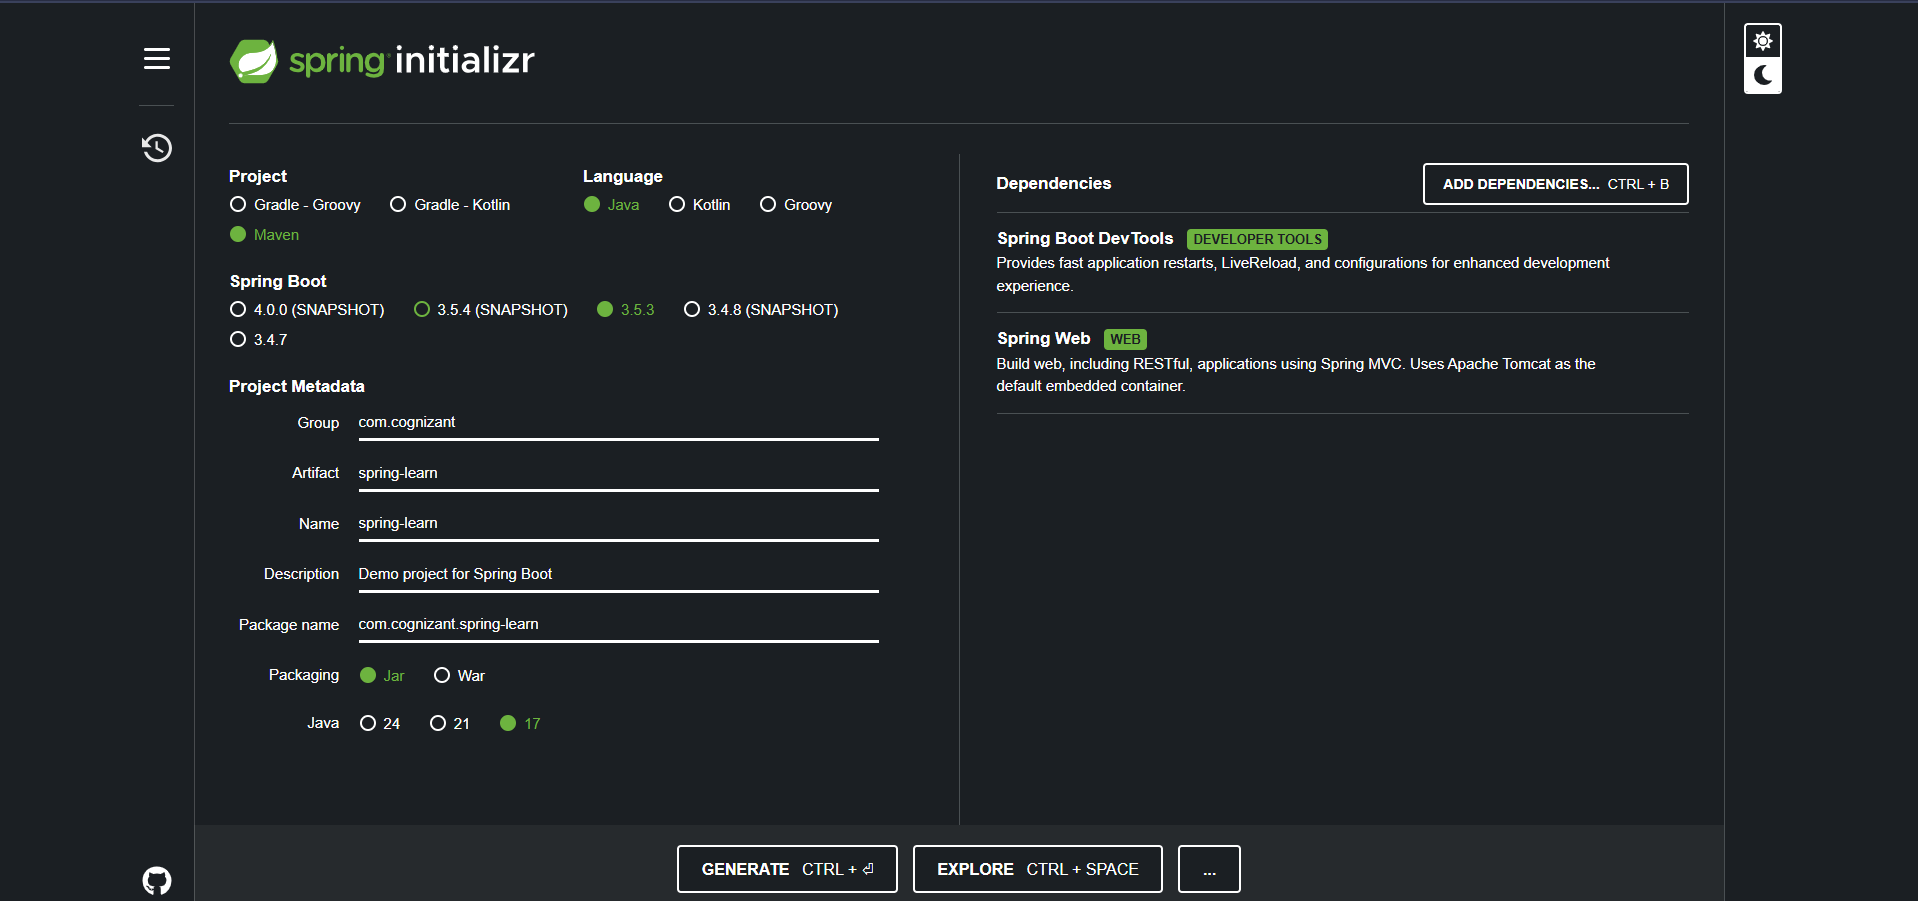 spring initializr
Project
Gradle - Groovy Gradle - Kotlin
Maven
Language
Java Kotlin Groovy
Spring Boot
4.0.0 (SNAPSHOT) 3.5.4 (SNAPSHOT) 3.5.3 3.4.8 (SNAPSHOT)
3.4.7
Project Metadata
Group com.cognizant
Artifact spring-learn
Name spring-learn
Description Demo project for Spring Boot
Package name com.cognizant.spring-learn
Packaging Jar War
Java 24 21 17
Dependencies ADD DEPENDENCIES... CTRL + B
Spring Boot DevTools DEVELOPER TOOLS
Provides fast application restarts, LiveReload, and configurations for enhanced development
experience.
Spring Web WEB
Build web, including RESTful, applications using Spring MVC. Uses Apache Tomcat as the
default embedded container.
GENERATE CTRL + ⏎ EXPLORE CTRL + SPACE ...